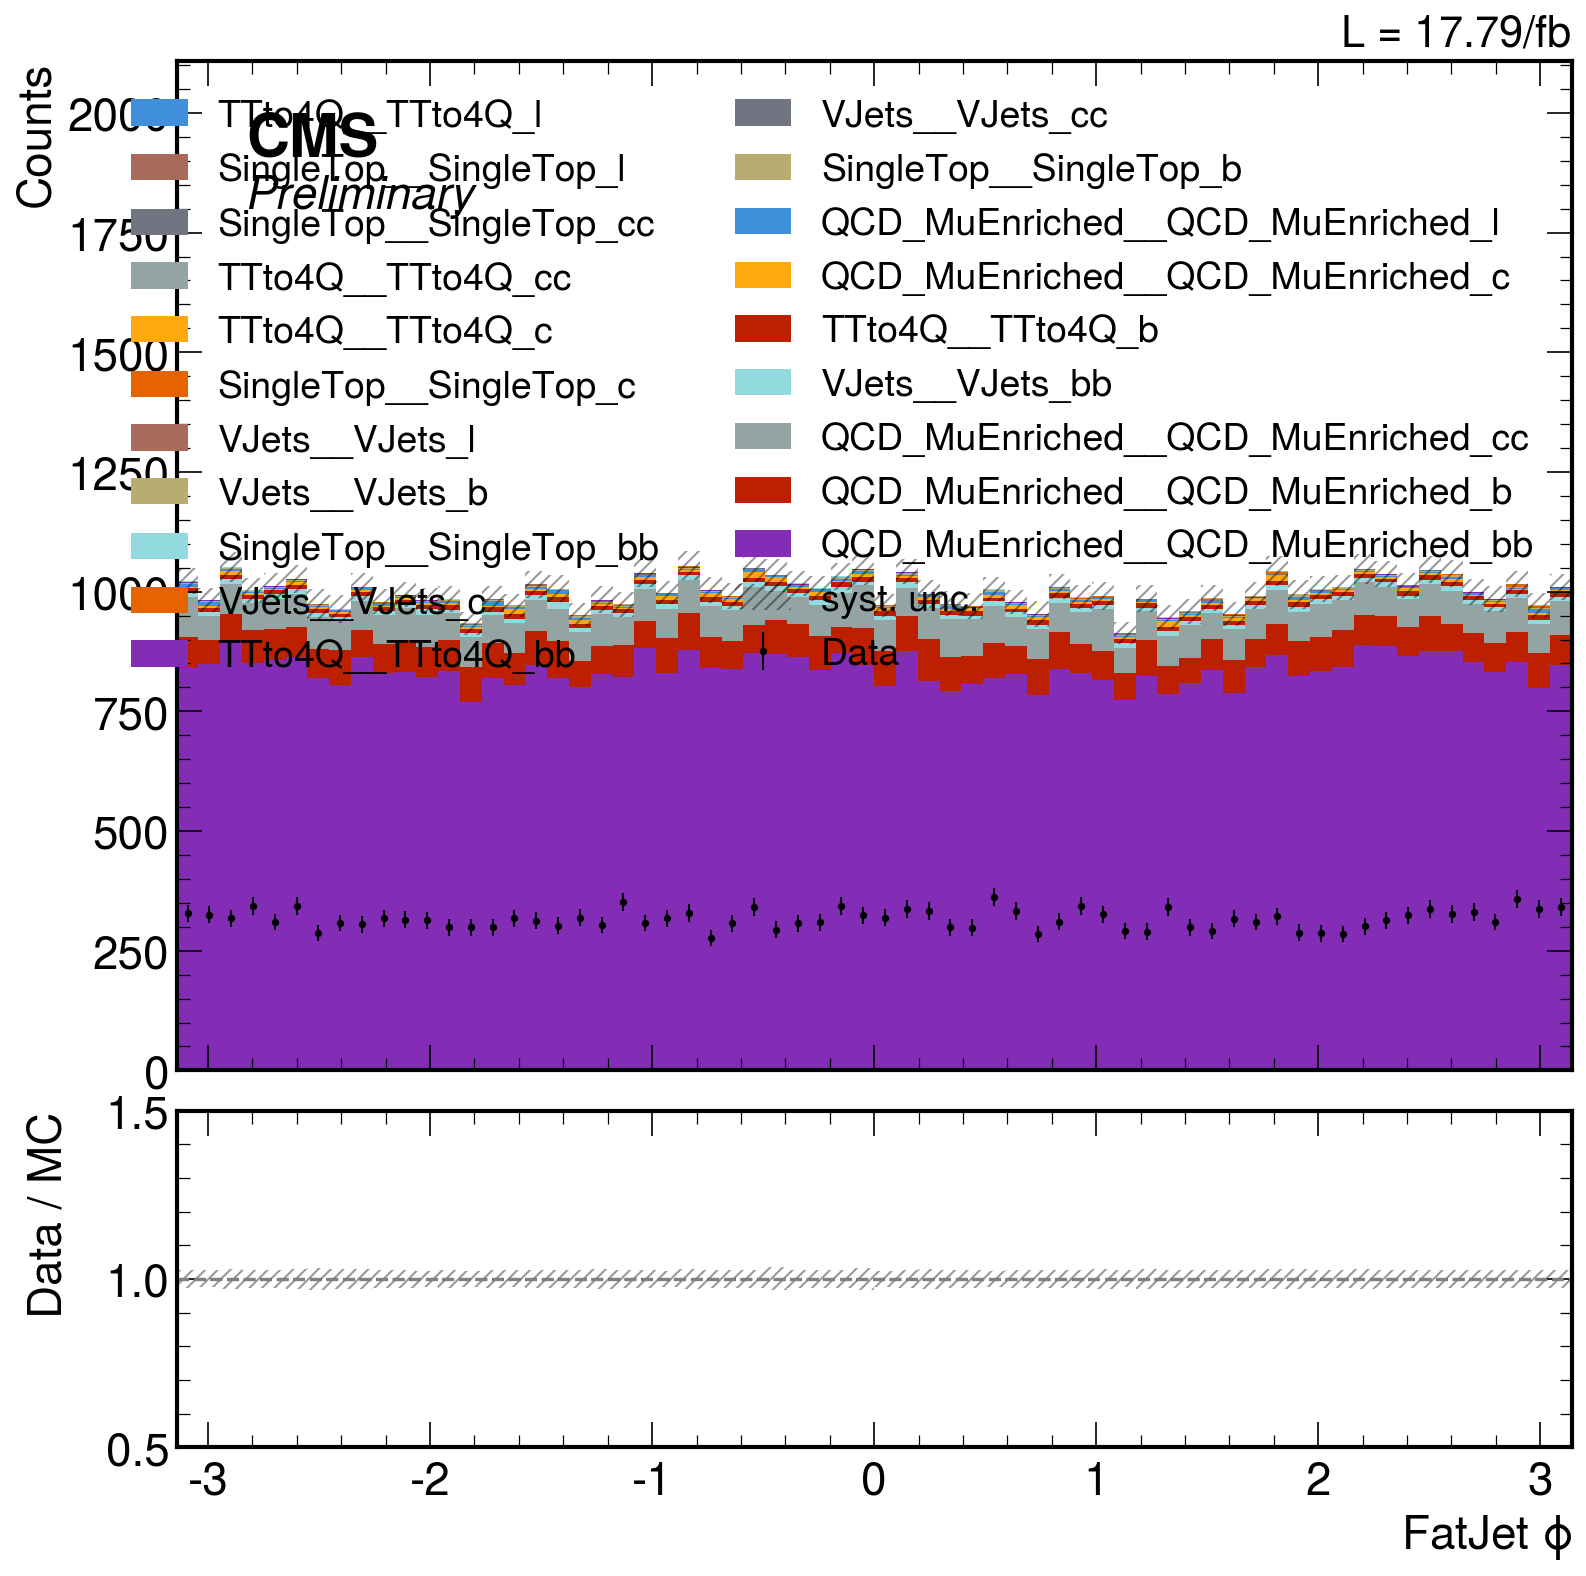 L = 17.79/fb
Counts
2000
1750
1500
1250
1000
750
500
250
0
CMS
Preliminary
TTto4Q__TTto4Q_l
SingleTop__SingleTop_l
SingleTop__SingleTop_cc
TTto4Q__TTto4Q_cc
TTto4Q__TTto4Q_c
SingleTop__SingleTop_c
VJets__VJets_l
VJets__VJets_b
SingleTop__SingleTop_bb
VJets__VJets_c
TTto4Q__TTto4Q_bb
VJets__VJets_cc
SingleTop__SingleTop_b
QCD_MuEnriched__QCD_MuEnriched_l
QCD_MuEnriched__QCD_MuEnriched_c
TTto4Q__TTto4Q_b
VJets__VJets_bb
QCD_MuEnriched__QCD_MuEnriched_cc
QCD_MuEnriched__QCD_MuEnriched_b
QCD_MuEnriched__QCD_MuEnriched_bb
syst. unc.
Data
Data / MC
1.5
1.0
0.5
-3 -2 -1 0 1 2 3
FatJet ϕ